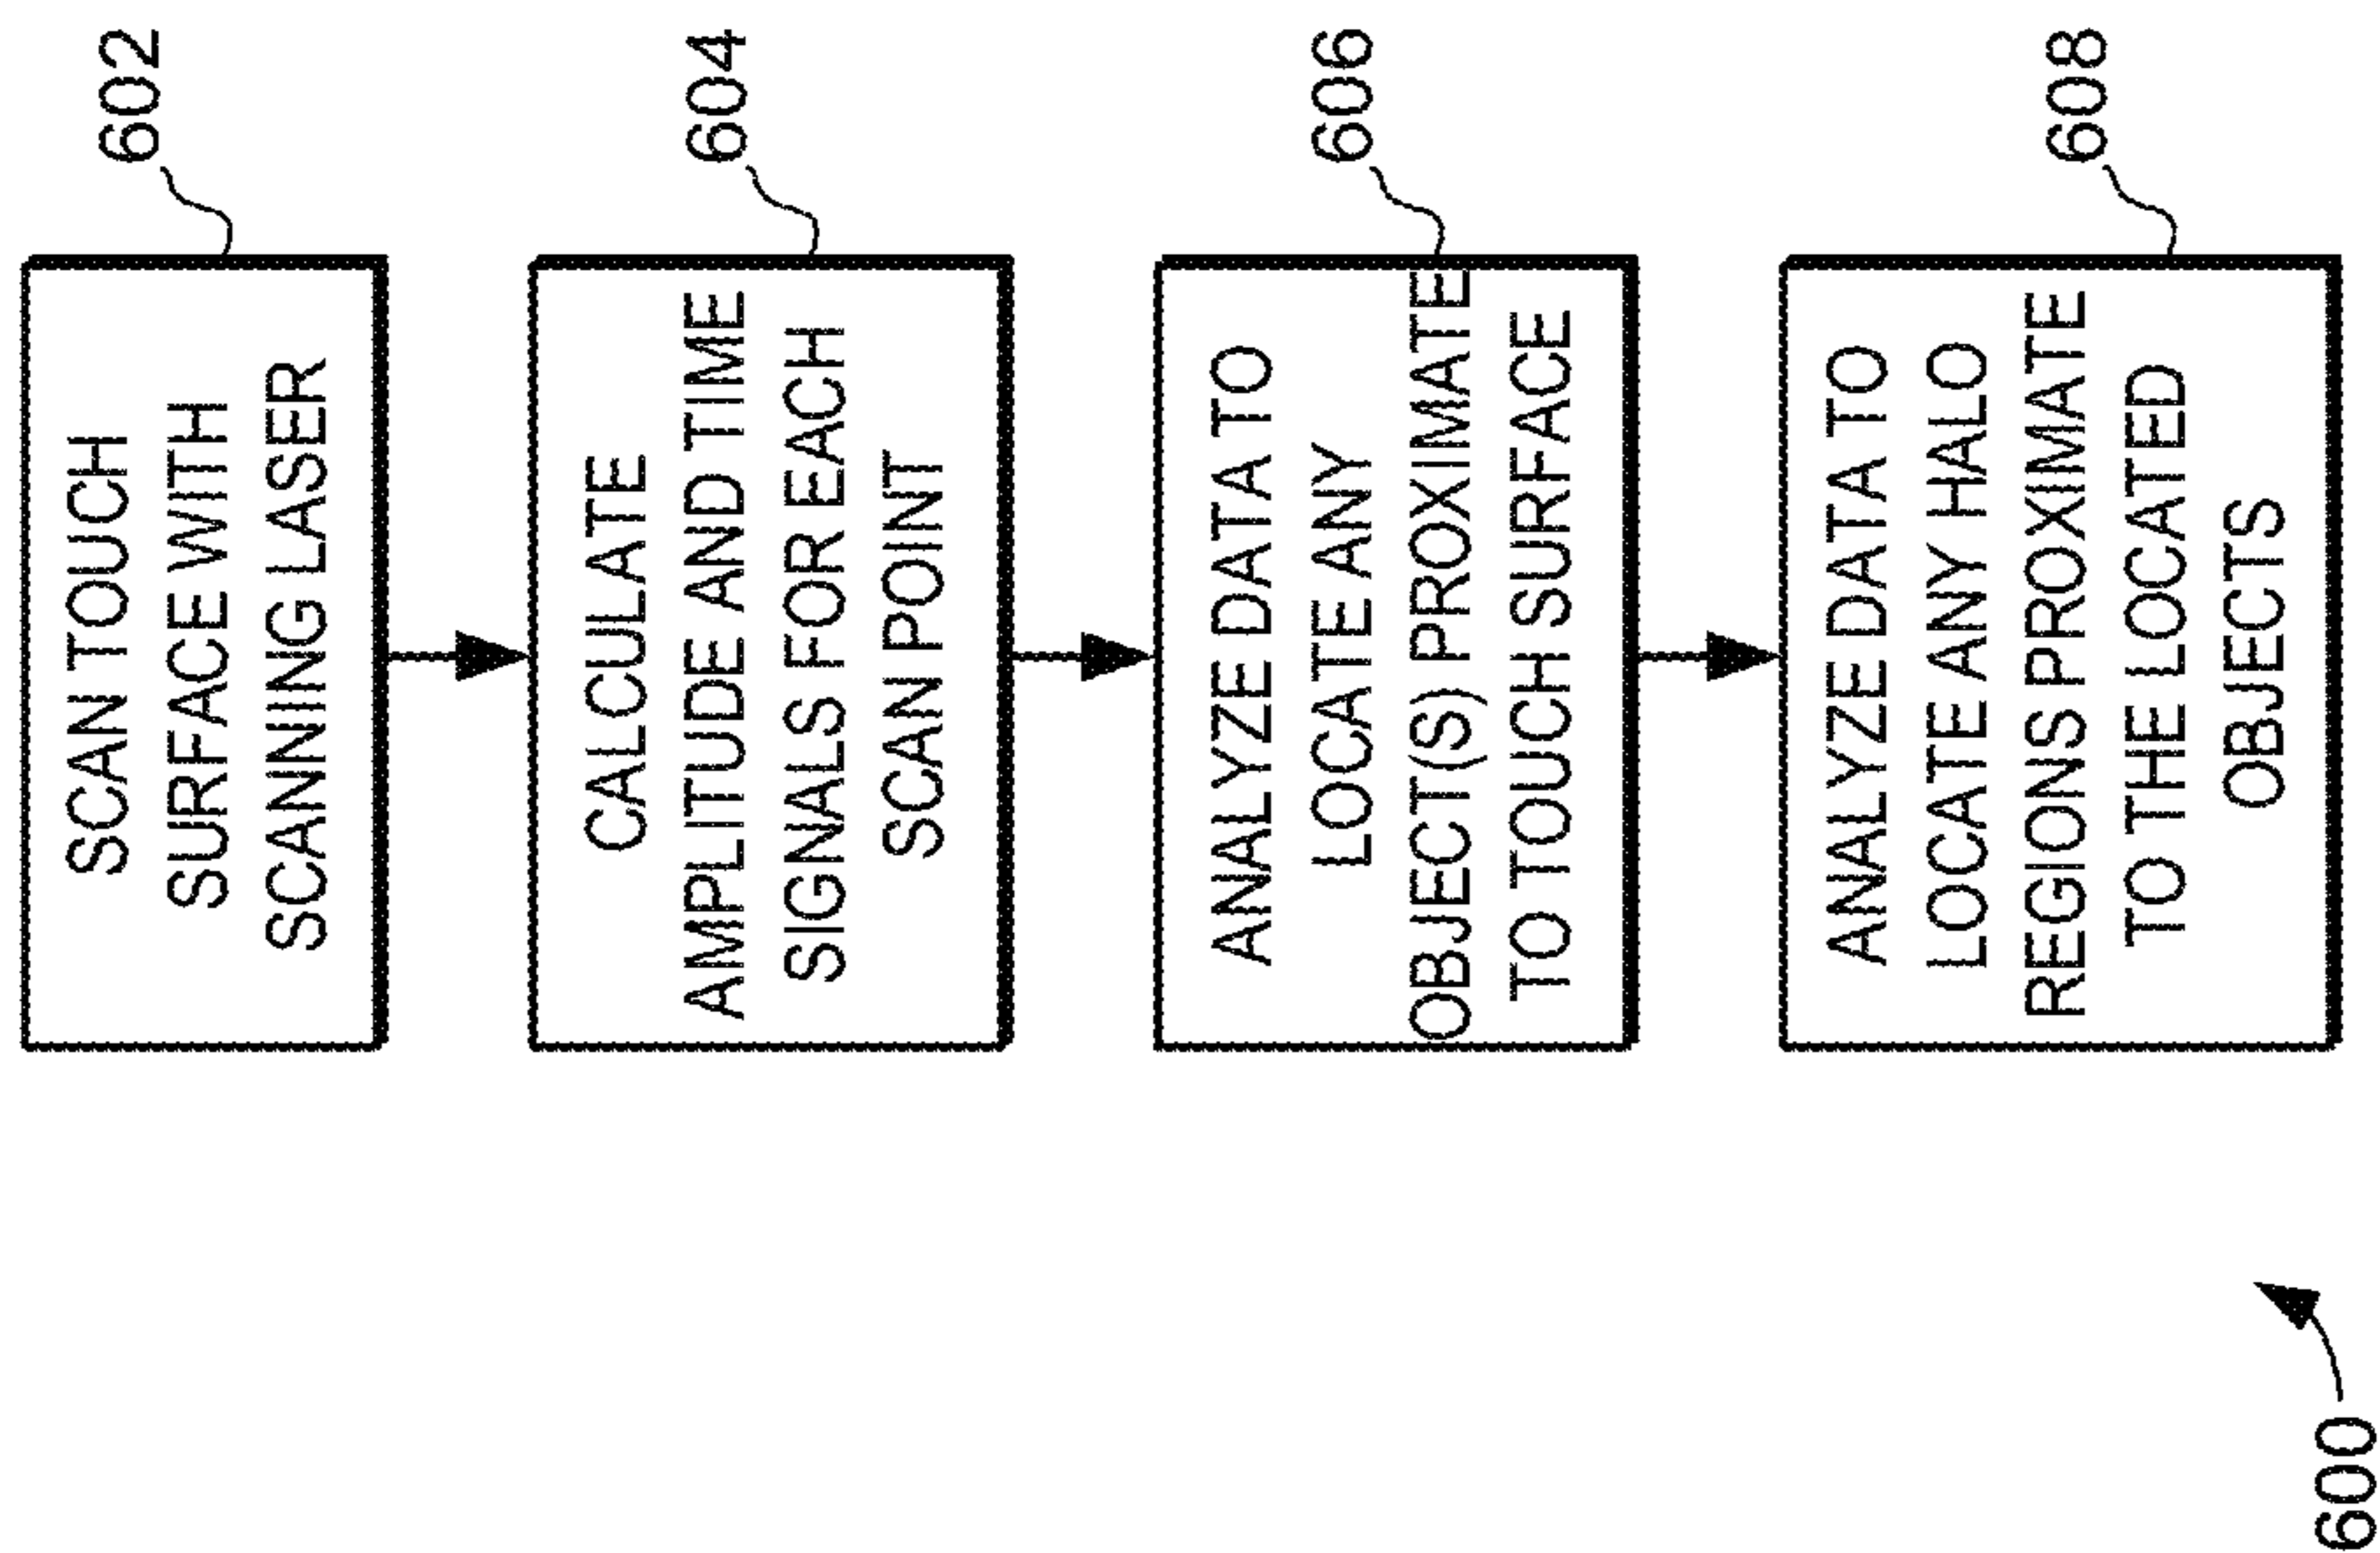 SCAN TOUCH
SURFACE WITH
SCANNING LASER
602
CALCULATE
AMPLITUDE AND TIME
SIGNALS FOR EACH
SCAN POINT
604
ANALYZE DATA TO
LOCATE ANY
OBJECT(S) PROXIMATE
TO TOUCH SURFACE
606
ANALYZE DATA TO
LOCATE ANY HALO
REGIONS PROXIMATE
TO THE LOCATED
OBJECTS
608
600